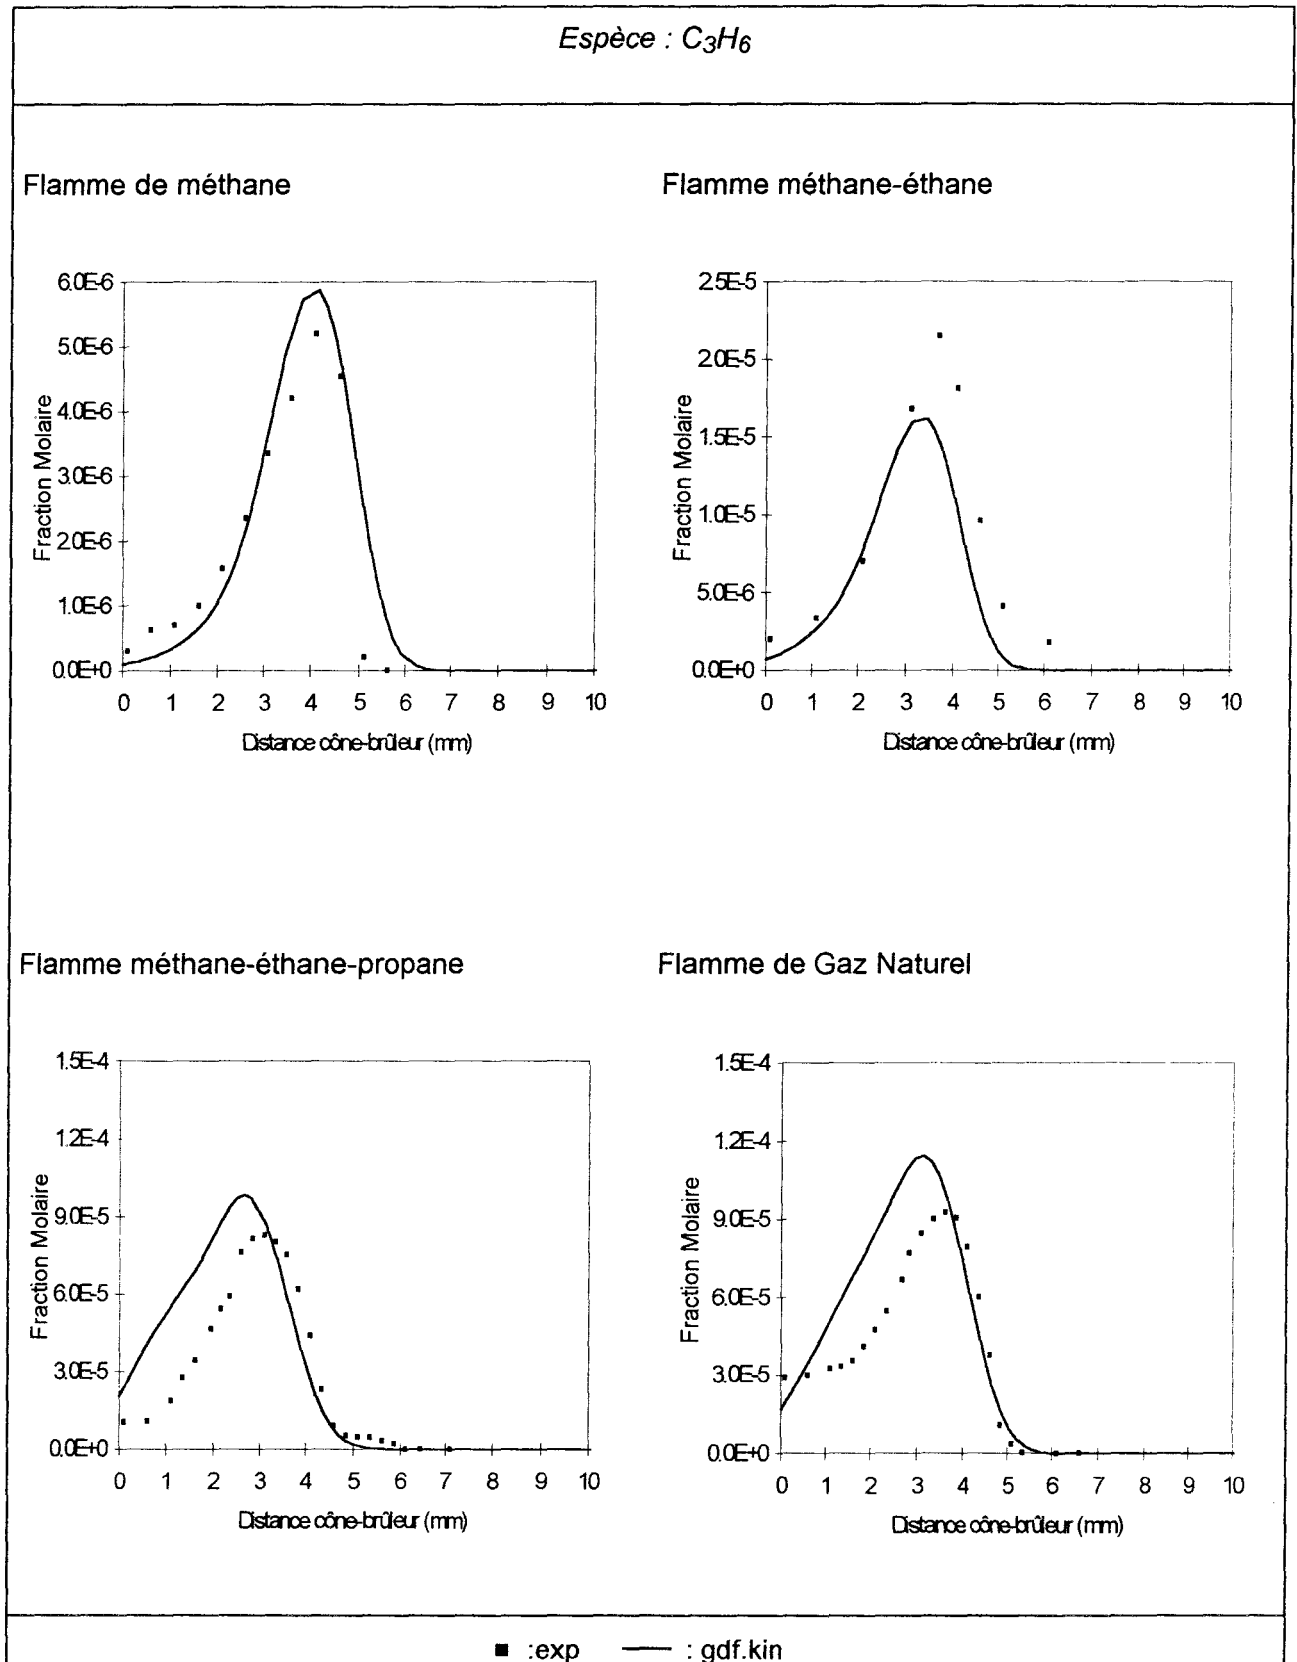 Espèce : C3H6
Flamme de méthane
Fraction Molaire
6.0E-6
5.0E-6
4.0E-6
3.0E-6
2.0E-6
1.0E-6
0.0E+0
0 1 2 3 4 5 6 7 8 9 10
Distance cône-brûleur (mm)
Flamme méthane-éthane
Fraction Molaire
2.5E-5
2.0E-5
1.5E-5
1.0E-5
5.0E-6
0.0E+0
0 1 2 3 4 5 6 7 8 9 10
Distance cône-brûleur (mm)
Flamme méthane-éthane-propane
Fraction Molaire
1.5E-4
1.2E-4
9.0E-5
6.0E-5
3.0E-5
0.0E+0
0 1 2 3 4 5 6 7 8 9 10
Distance cône-brûleur (mm)
Flamme de Gaz Naturel
Fraction Molaire
1.5E-4
1.2E-4
9.0E-5
6.0E-5
3.0E-5
0.0E+0
0 1 2 3 4 5 6 7 8 9 10
Distance cône-brûleur (mm)
:exp : gdf.kin